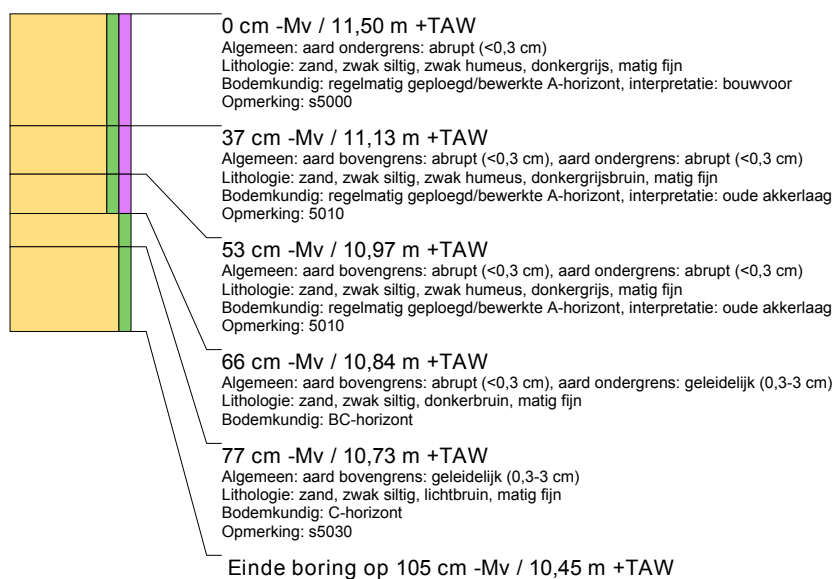 0 cm -Mv / 11,50 m +TAW
Algemeen: aard ondergrens: abrupt (<0,3 cm)
Lithologie: zand, zwak siltig, zwak humeus, donkergrijs, matig fijn
Bodemkundig: regelmatig geploegd/bewerkte A-horizont, interpretatie: bouwvoor
Opmerking: s5000
37 cm -Mv / 11,13 m +TAW
Algemeen: aard bovengrens: abrupt (<0,3 cm), aard ondergrens: abrupt (<0,3 cm)
Lithologie: zand, zwak siltig, zwak humeus, donkergrijsbruin, matig fijn
Bodemkundig: regelmatig geploegd/bewerkte A-horizont, interpretatie: oude akkerlaag
Opmerking: 5010
53 cm -Mv / 10,97 m +TAW
Algemeen: aard bovengrens: abrupt (<0,3 cm), aard ondergrens: abrupt (<0,3 cm)
Lithologie: zand, zwak siltig, zwak humeus, donkergrijs, matig fijn
Bodemkundig: regelmatig geploegd/bewerkte A-horizont, interpretatie: oude akkerlaag
Opmerking: 5010
66 cm -Mv / 10,84 m +TAW
Algemeen: aard bovengrens: abrupt (<0,3 cm), aard ondergrens: geleidelijk (0,3-3 cm)
Lithologie: zand, zwak siltig, donkerbruin, matig fijn
Bodemkundig: BC-horizont
77 cm -Mv / 10,73 m +TAW
Algemeen: aard bovengrens: geleidelijk (0,3-3 cm)
Lithologie: zand, zwak siltig, lichtbruin, matig fijn
Bodemkundig: C-horizont
Opmerking: s5030
Einde boring op 105 cm -Mv / 10,45 m +TAW